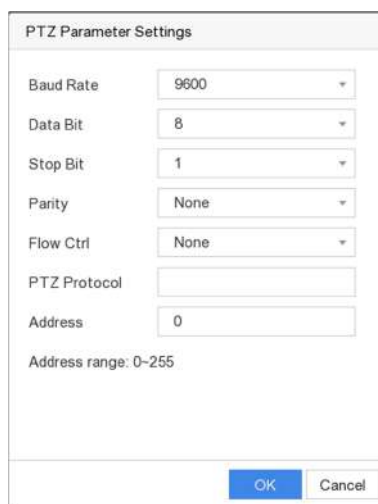 PTZ Parameter Settings
Baud Rate 9600
Data Bit 8
Stop Bit 1
Parity None
Flow Ctrl None
PTZ Protocol
Address 0
Address range: 0~255
OK Cancel